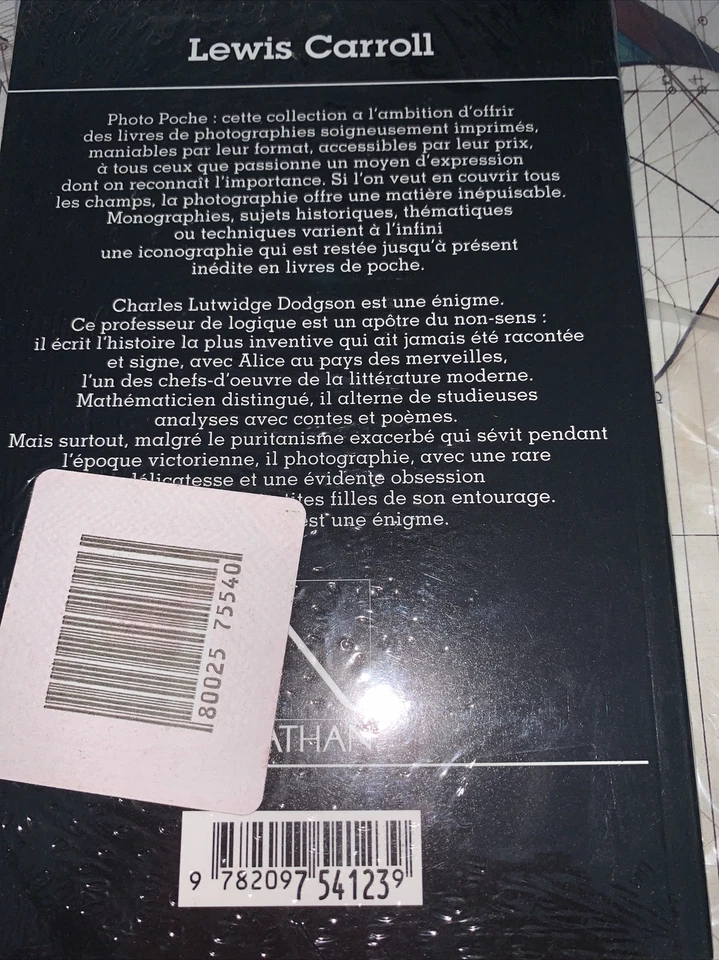 Lewis Carroll
Photo Poche : cette collection a l'ambition d'offrir
des livres de photographies soigneusement imprimés,
maniables par leur format, accessibles par leur prix,
à tous ceux que passionne un moyen d'expression
dont on reconnaît l'importance. Si l'on veut en couvrir tous
les champs, la photographie offre une matière inépuisable.
Monographies, sujets historiques, thématiques
ou techniques varient à l'infini
une iconographie qui est restée jusqu'à présent
inédite en livres de poche.
Charles Lutwidge Dodgson est une énigme.
Ce professeur de logique est un apôtre du non-sens :
il écrit l'histoire la plus inventive qui ait jamais été racontée
et signe, avec Alice au pays des merveilles,
l'un des chefs-d'oeuvre de la littérature moderne.
Mathématicien distingué, il alterne de studieuses
analyses avec contes et poèmes.
Mais surtout, malgré le puritanisme exacerbé qui sévit pendant
l'époque victorienne, il photographie, avec une rare
délicatesse et une évidente obsession
filles de son entourage.
est une énigme.
80025 75540
ATHAN
9 782097 541239